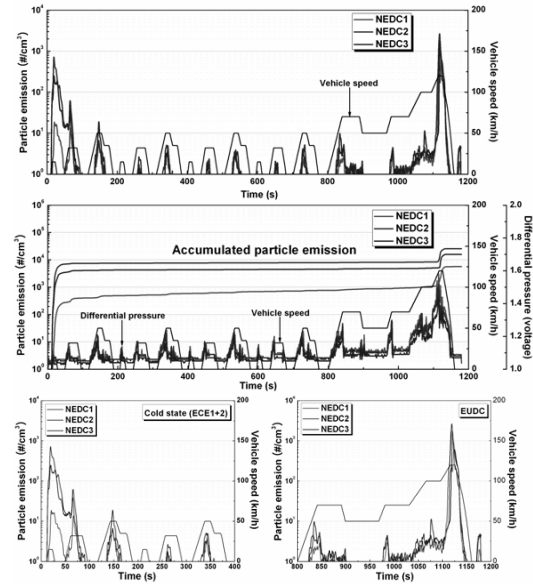 Particle emission (#/cm³)
10⁴
10³
10²
10¹
10⁰
NEDC1
NEDC2
NEDC3
Vehicle speed
200
150
100
50
0
Vehicle speed (km/h)
0 200 400 600 800 1000 1200
Time (s)
Particle emission (#/cm³)
10⁶
10⁵
10⁴
10³
10²
10¹
10⁰
NEDC1
NEDC2
NEDC3
Accumulated particle emission
Differential pressure
Vehicle speed
200
150
100
50
0
Vehicle speed (km/h)
2.0
1.8
1.6
1.4
1.2
1.0
Differential pressure (voltage)
0 200 400 600 800 1000 1200
Time (s)
Particle emission (#/cm³)
10⁴
10³
10²
10¹
10⁰
NEDC1
NEDC2
NEDC3
Cold state (ECE1+2)
200
150
100
50
0
Vehicle speed (km/h)
0 50 100 150 200 250 300 350 400
Time (s)
Particle emission (#/cm³)
10⁴
10³
10²
10¹
10⁰
NEDC1
NEDC2
NEDC3
EUDC
200
150
100
50
0
Vehicle speed (km/h)
800 850 900 950 1000 1050 1100 1150 1200
Time (s)